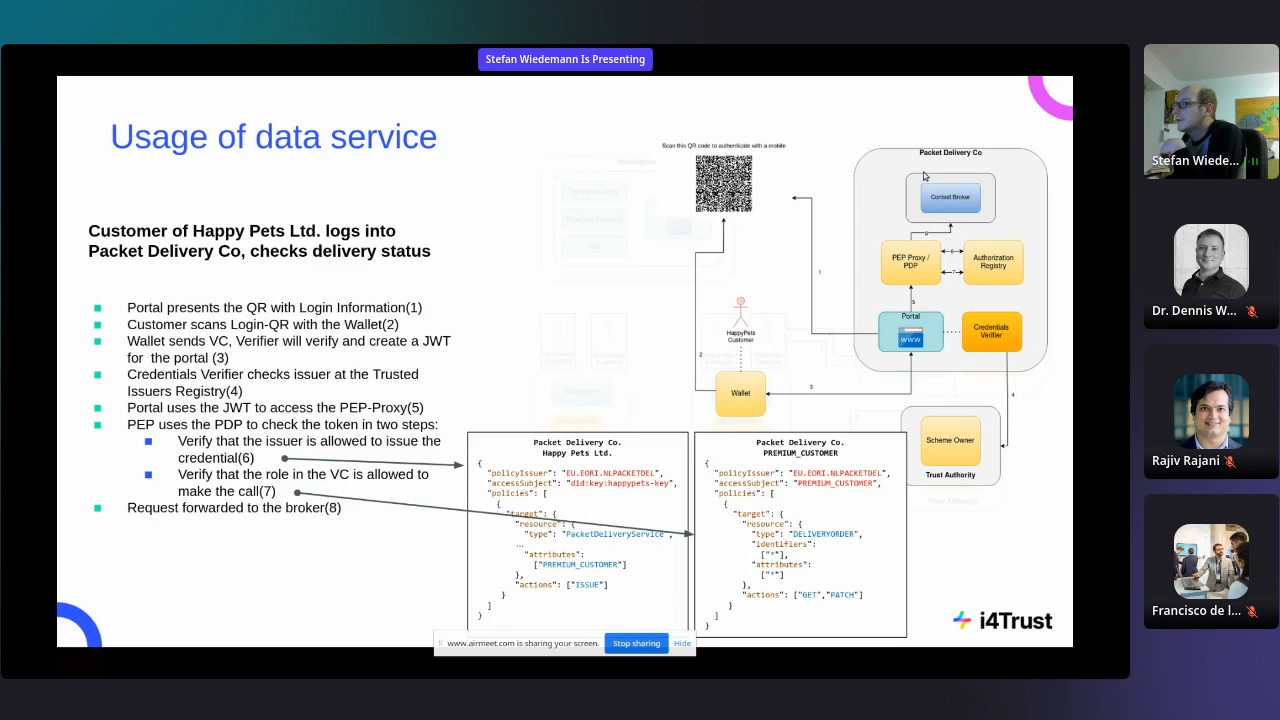 Stefan Wiedemann Is Presenting
Usage of data service
Customer of Happy Pets Ltd. logs into
Packet Delivery Co, checks delivery status
Portal presents the QR with Login Information(1)
Customer scans Login-QR with the Wallet(2)
Wallet sends VC, Verifier will verify and create a JWT
for the portal (3)
Credentials Verifier checks issuer at the Trusted
Issuers Registry(4)
Portal uses the JWT to access the PEP-Proxy(5)
PEP uses the PDP to check the token in two steps:
Verify that the issuer is allowed to issue the
credential(6)
Verify that the role in the VC is allowed to
make the call(7)
Request forwarded to the broker(8)
Scan this QR code to authenticate with a mobile
Packet Delivery Co
Context Broker
PEP Proxy /
PDP
Authorization
Registry
Portal
WWW
Credentials
Verifier
HappyPets
Customer
Wallet
1
2
3
4
5
Scheme Owner
Trust Authority
Packet Delivery Co.
Happy Pets Ltd.
{
"policyIssuer": "EU.EORI.NLPACKETDEL",
"accessSubject": "did:key:happypets-key",
"policies": [
{
"target": {
"resource": {
"type": "PacketDeliveryService",
...
"attributes":
["PREMIUM_CUSTOMER"]
},
"actions": ["ISSUE"]
}
]
}
Packet Delivery Co.
PREMIUM_CUSTOMER
{
"policyIssuer": "EU.EORI.NLPACKETDEL",
"accessSubject": "PREMIUM_CUSTOMER",
"policies": [
{
"target": {
"resource": {
"type": "DELIVERYORDER",
"identifiers":
["*"],
"attributes":
["*"]
},
"actions": ["GET","PATCH"]
}
]
}
i4Trust
www.airmeet.com is sharing your screen.
Stop sharing
Hide
Stefan Wiede...
Dr. Dennis W...
Rajiv Rajani
Francisco de l...